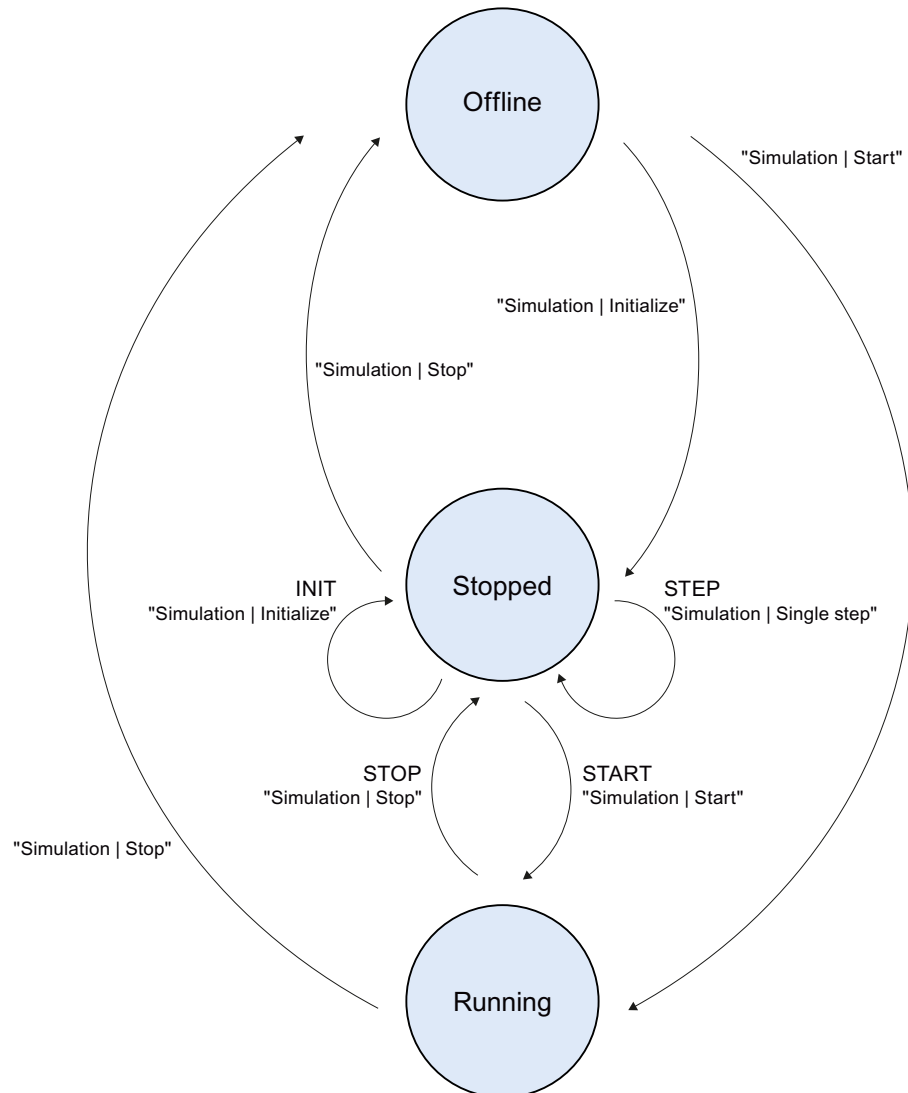 Offline
"Simulation | Start"
"Simulation | Initialize"
"Simulation | Stop"
INIT
"Simulation | Initialize"
Stopped
STEP
"Simulation | Single step"
STOP
"Simulation | Stop"
START
"Simulation | Start"
"Simulation | Stop"
Running